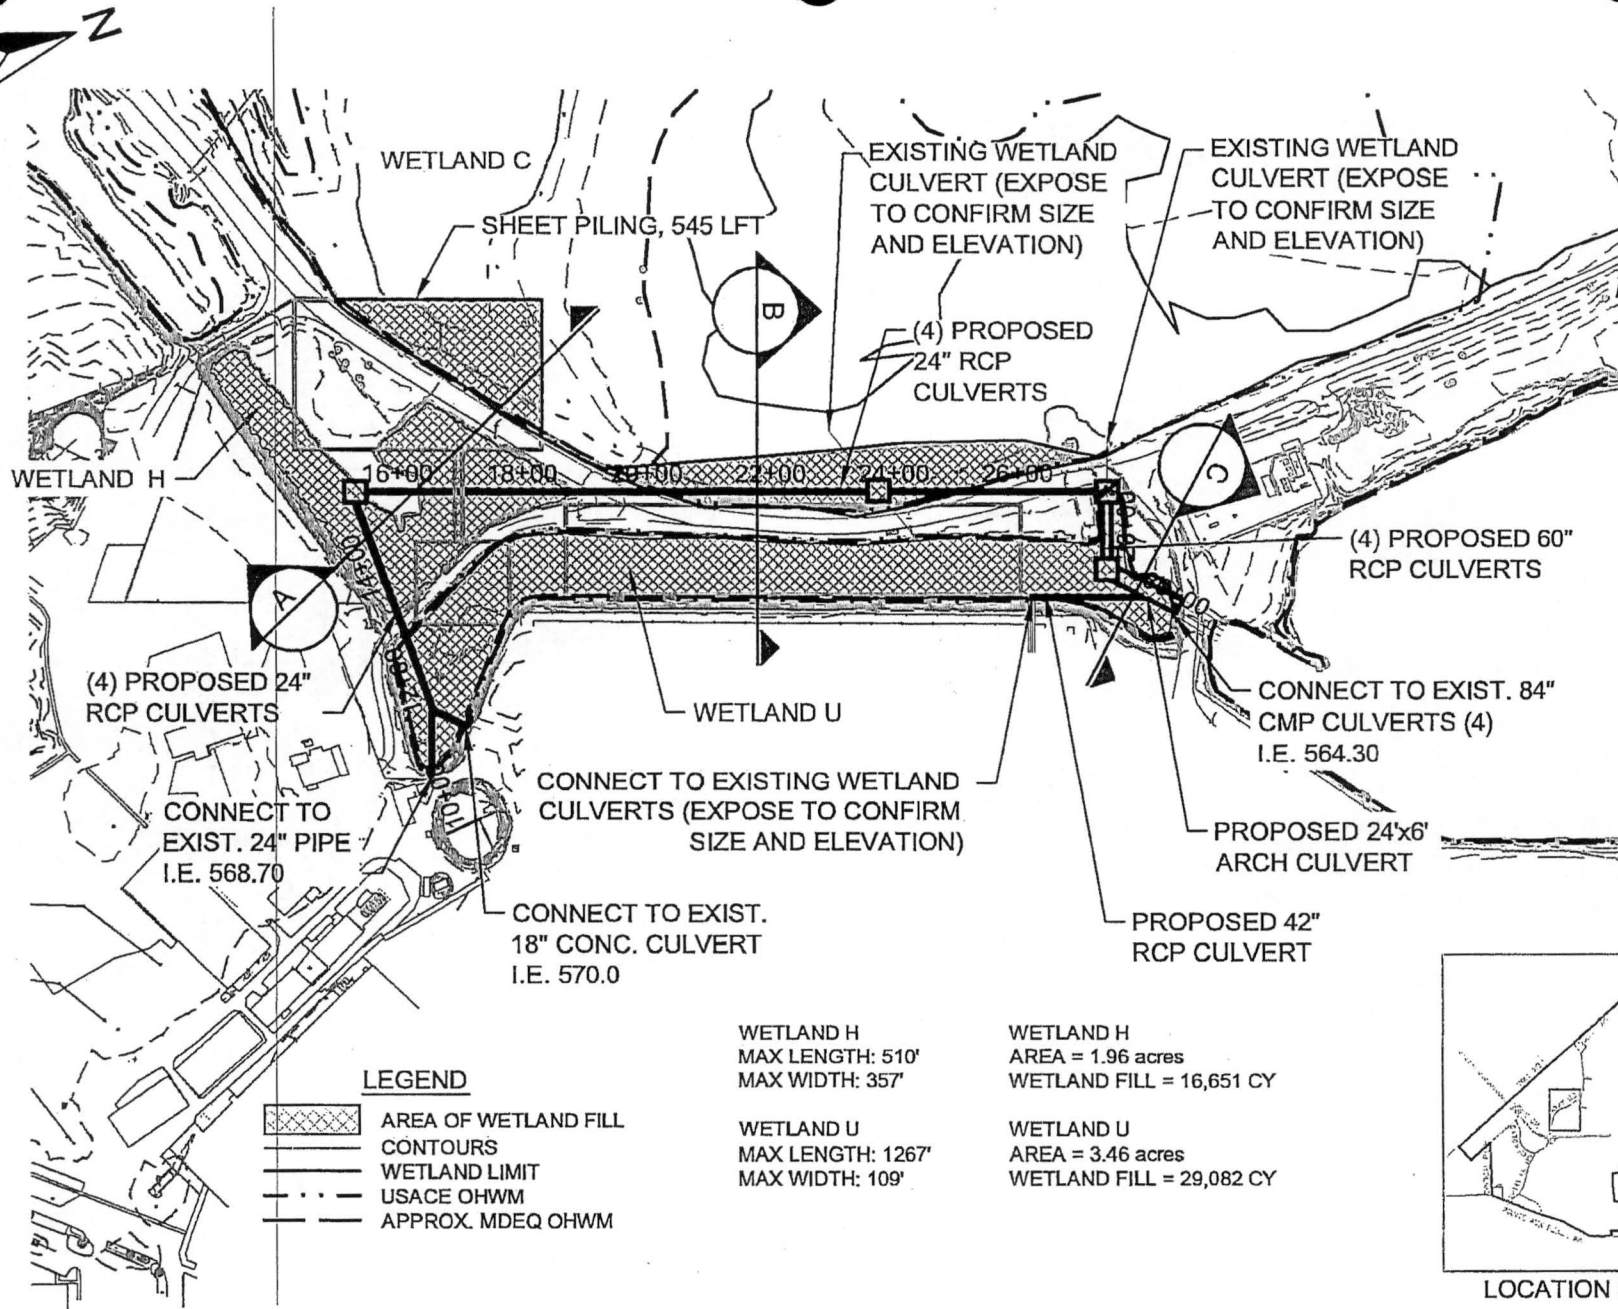 N
WETLAND C
SHEET PILING, 545 LFT
EXISTING WETLAND
CULVERT (EXPOSE
TO CONFIRM SIZE
AND ELEVATION)
EXISTING WETLAND
CULVERT (EXPOSE
TO CONFIRM SIZE
AND ELEVATION)
B
(4) PROPOSED
24" RCP
CULVERTS
WETLAND H
16+00
18+00
20+00
22+00
24+00
26+00
C
(4) PROPOSED 60"
RCP CULVERTS
14+00
A
12+00
10+00
(4) PROPOSED 24"
RCP CULVERTS
WETLAND U
CONNECT TO EXIST. 84"
CMP CULVERTS (4)
I.E. 564.30
CONNECT TO EXISTING WETLAND
CULVERTS (EXPOSE TO CONFIRM
SIZE AND ELEVATION)
CONNECT TO
EXIST. 24" PIPE
I.E. 568.70
PROPOSED 24'x6'
ARCH CULVERT
CONNECT TO EXIST.
18" CONC. CULVERT
I.E. 570.0
PROPOSED 42"
RCP CULVERT
WETLAND H
MAX LENGTH: 510'
MAX WIDTH: 357'
WETLAND H
AREA = 1.96 acres
WETLAND FILL = 16,651 CY
WETLAND U
MAX LENGTH: 1267'
MAX WIDTH: 109'
WETLAND U
AREA = 3.46 acres
WETLAND FILL = 29,082 CY
LEGEND
AREA OF WETLAND FILL
CONTOURS
WETLAND LIMIT
USACE OHWM
APPROX. MDEQ OHWM
LOCATION